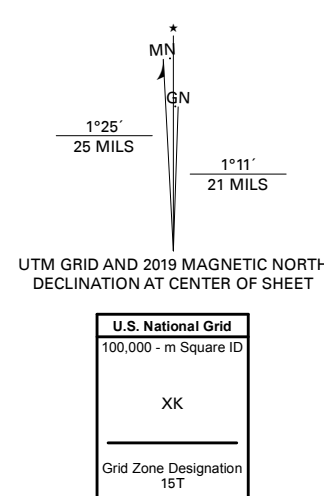 ★
MN
GN
1°25´
25 MILS
1°11´
21 MILS
UTM GRID AND 2019 MAGNETIC NORTH
DECLINATION AT CENTER OF SHEET
U.S. National Grid
100,000 - m Square ID
XK
Grid Zone Designation
15T